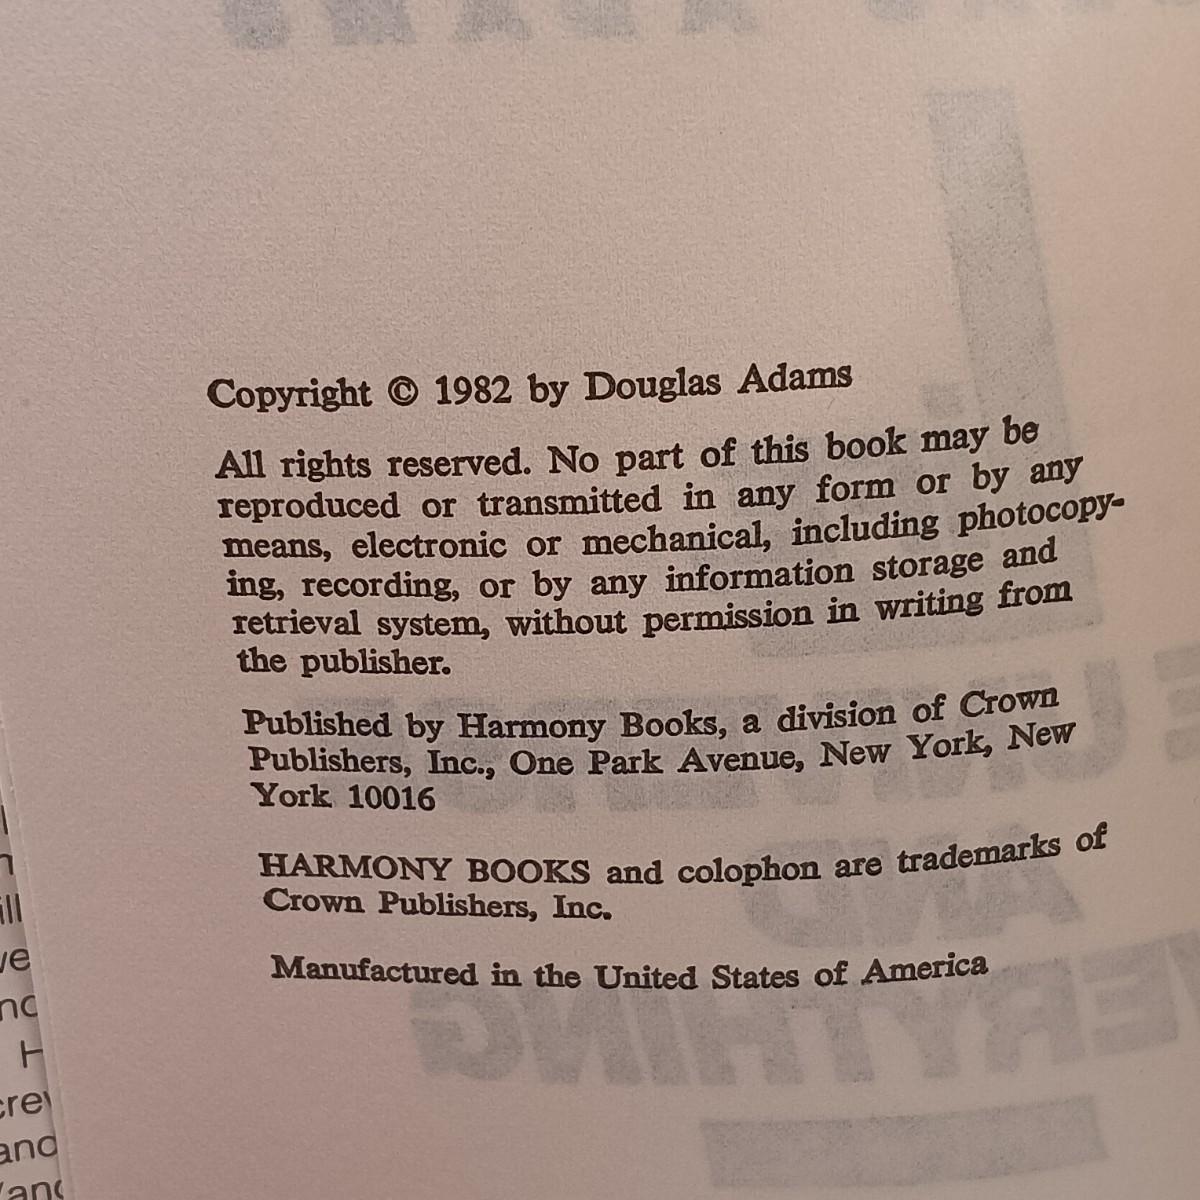 Copyright © 1982 by Douglas Adams
All rights reserved. No part of this book may be
reproduced or transmitted in any form or by any
means, electronic or mechanical, including photocopy-
ing, recording, or by any information storage and
retrieval system, without permission in writing from
the publisher.
Published by Harmony Books, a division of Crown
Publishers, Inc., One Park Avenue, New York, New
York 10016
HARMONY BOOKS and colophon are trademarks of
Crown Publishers, Inc.
Manufactured in the United States of America